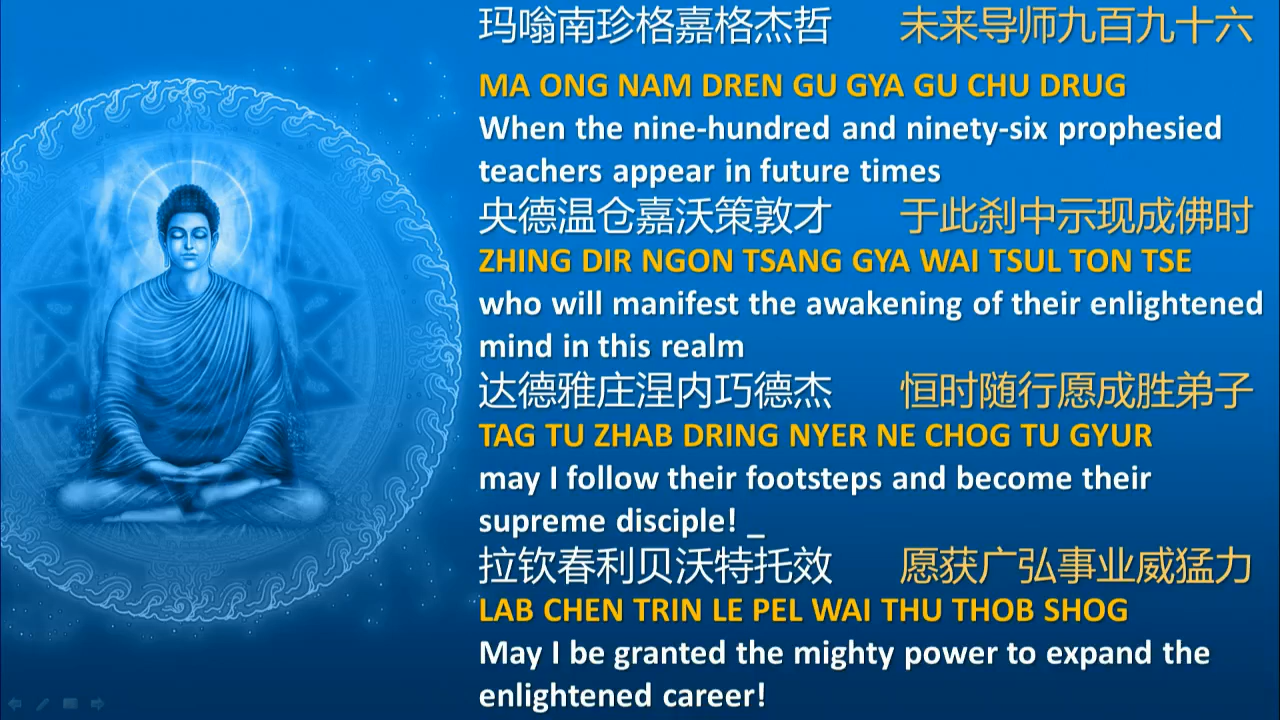 玛嗡南珍格嘉格杰哲 未来导师九百九十六
MA ONG NAM DREN GU GYA GU CHU DRUG
When the nine-hundred and ninety-six prophesied
teachers appear in future times
央德温仓嘉沃策敦才 于此刹中示现成佛时
ZHING DIR NGON TSANG GYA WAI TSUL TON TSE
who will manifest the awakening of their enlightened
mind in this realm
达德雅庄涅内巧德杰 恒时随行愿成胜弟子
TAG TU ZHAB DRING NYER NE CHOG TU GYUR
may I follow their footsteps and become their
supreme disciple! _
拉钦春利贝沃特托效 愿获广弘事业威猛力
LAB CHEN TRIN LE PEL WAI THU THOB SHOG
May I be granted the mighty power to expand the
enlightened career!